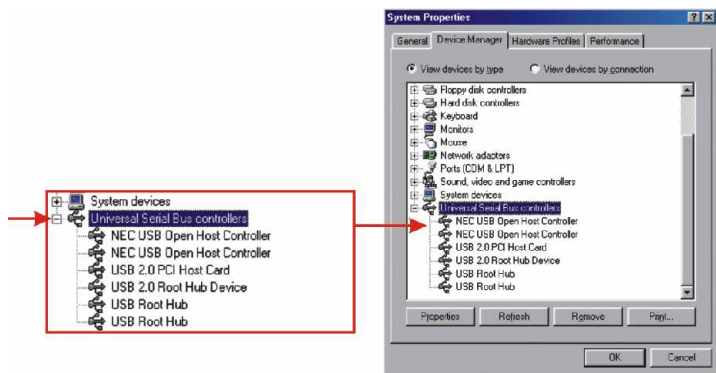 System devices
Universal Serial Bus controllers
NEC USB Open Host Controller
NEC USB Open Host Controller
USB 2.0 PCI Host Card
USB 2.0 Root Hub Device
USB Root Hub
USB Root Hub
System Properties
General Device Manager Hardware Profiles Performance
View devices by type View devices by connection
Floppy disk controllers
Hard disk controllers
Keyboard
Monitors
Mouse
Network adapters
Ports (COM & LPT)
Sound, video and game controllers
System devices
Universal Serial Bus controllers
NEC USB Open Host Controller
NEC USB Open Host Controller
USB 2.0 PCI Host Card
USB 2.0 Root Hub Device
USB Root Hub
USB Root Hub
Properties Refresh Remove Print...
OK Cancel